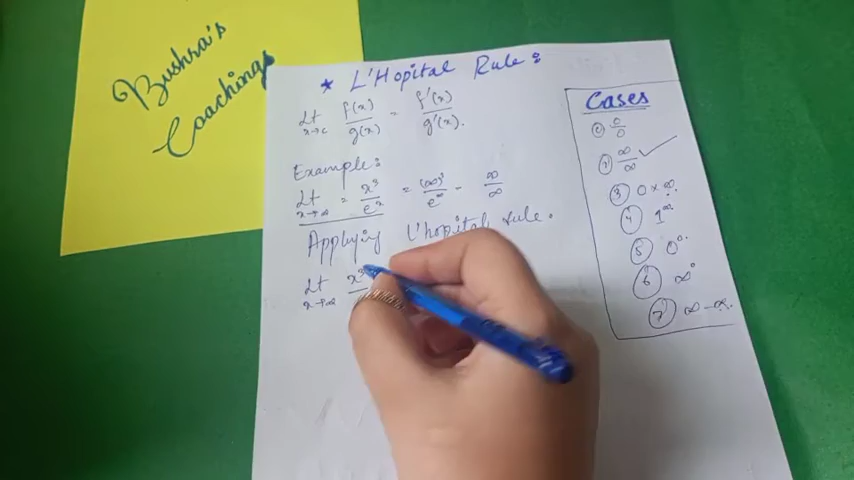 Bushra's
Coachings
* L'Hopital Rule:
Lt x→c f(x)/g(x) = f'(x)/g'(x).
Example:
Lt x→∞ = x³/eˣ = (∞)³/e^∞ - ∞/∞
Applying L'hopital rule.
Lt x→∞ x³
Cases
① 0/0
② ∞/∞ ✓
③ 0 × ∞.
④ 1^∞
⑤ 0⁰.
⑥ ∞⁰
⑦ ∞ - ∞.